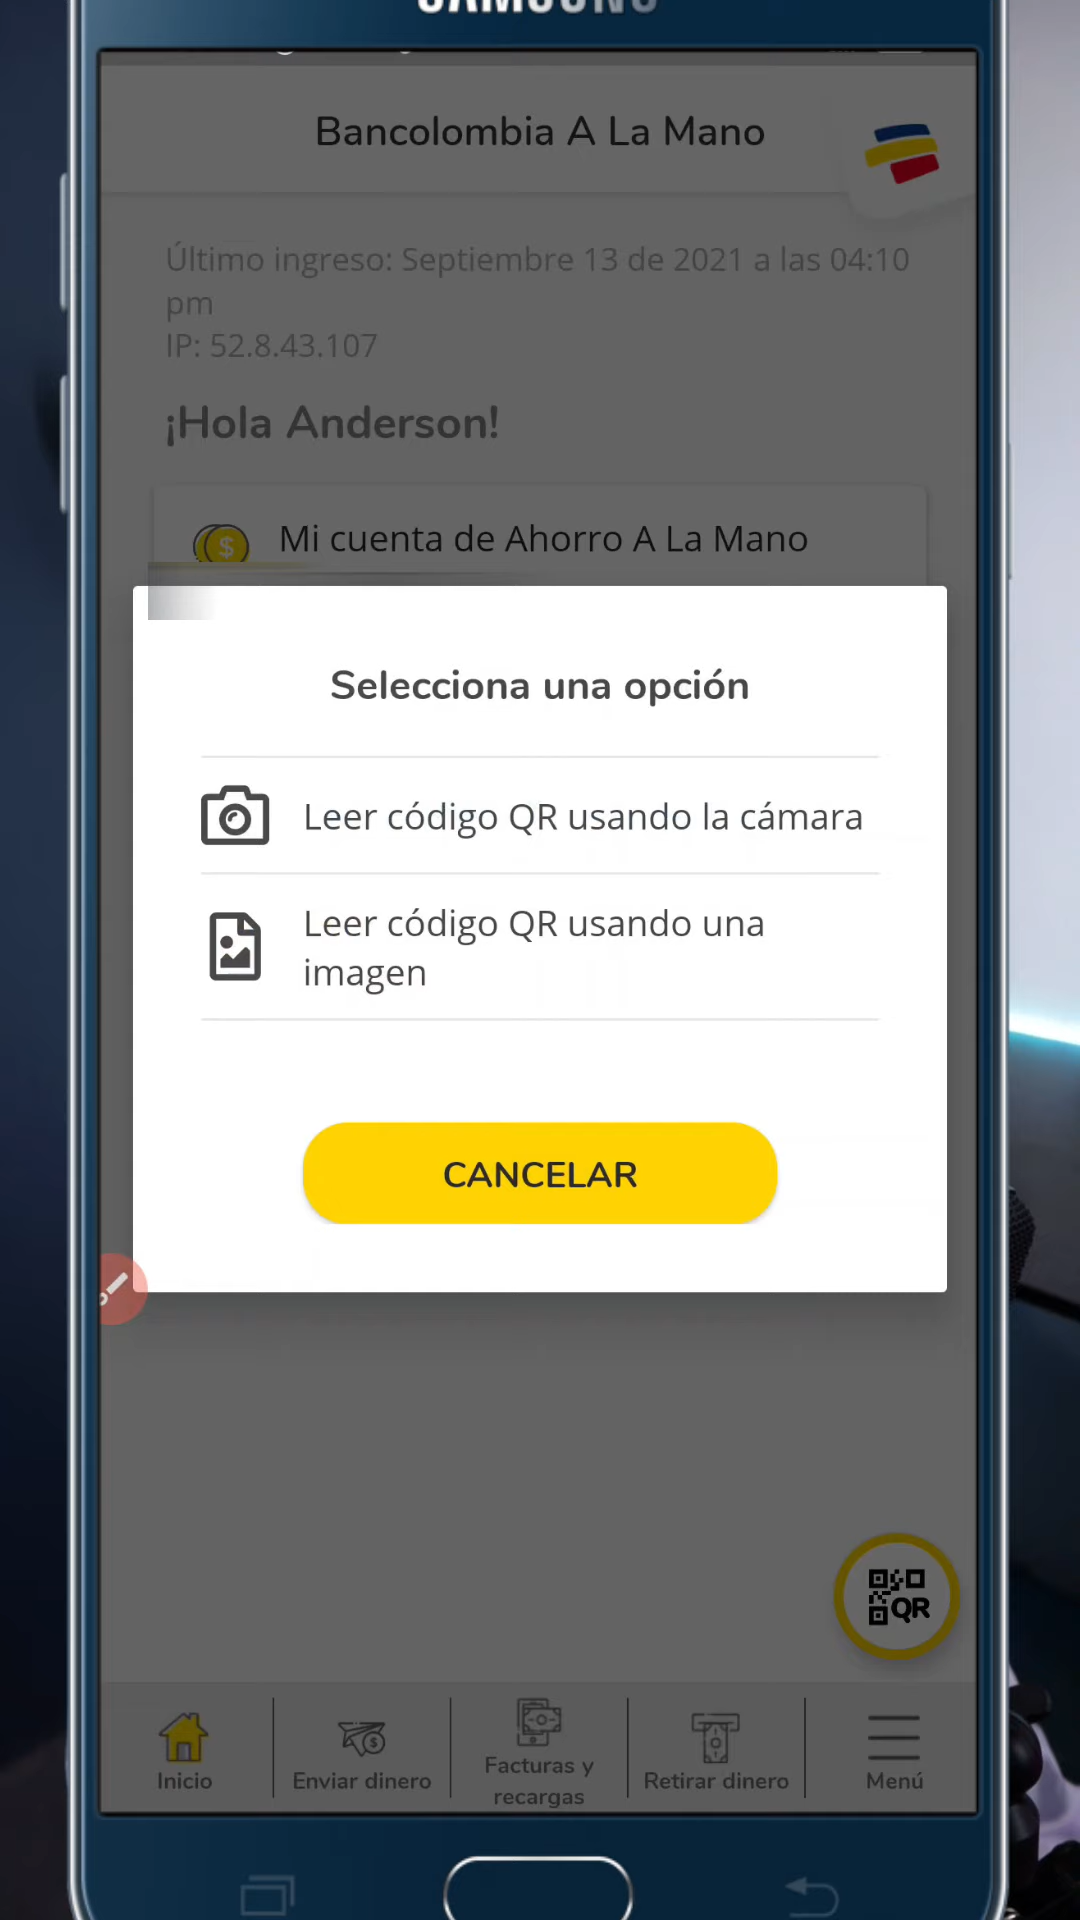 SAMSUNG
Bancolombia A La Mano
Último ingreso: Septiembre 13 de 2021 a las 04:10
pm
IP: 52.8.43.107
¡Hola Anderson!
Mi cuenta de Ahorro A La Mano
Selecciona una opción
Leer código QR usando la cámara
Leer código QR usando una
imagen
CANCELAR
QR
Inicio
Enviar dinero
Facturas y
recargas
Retirar dinero
Menú